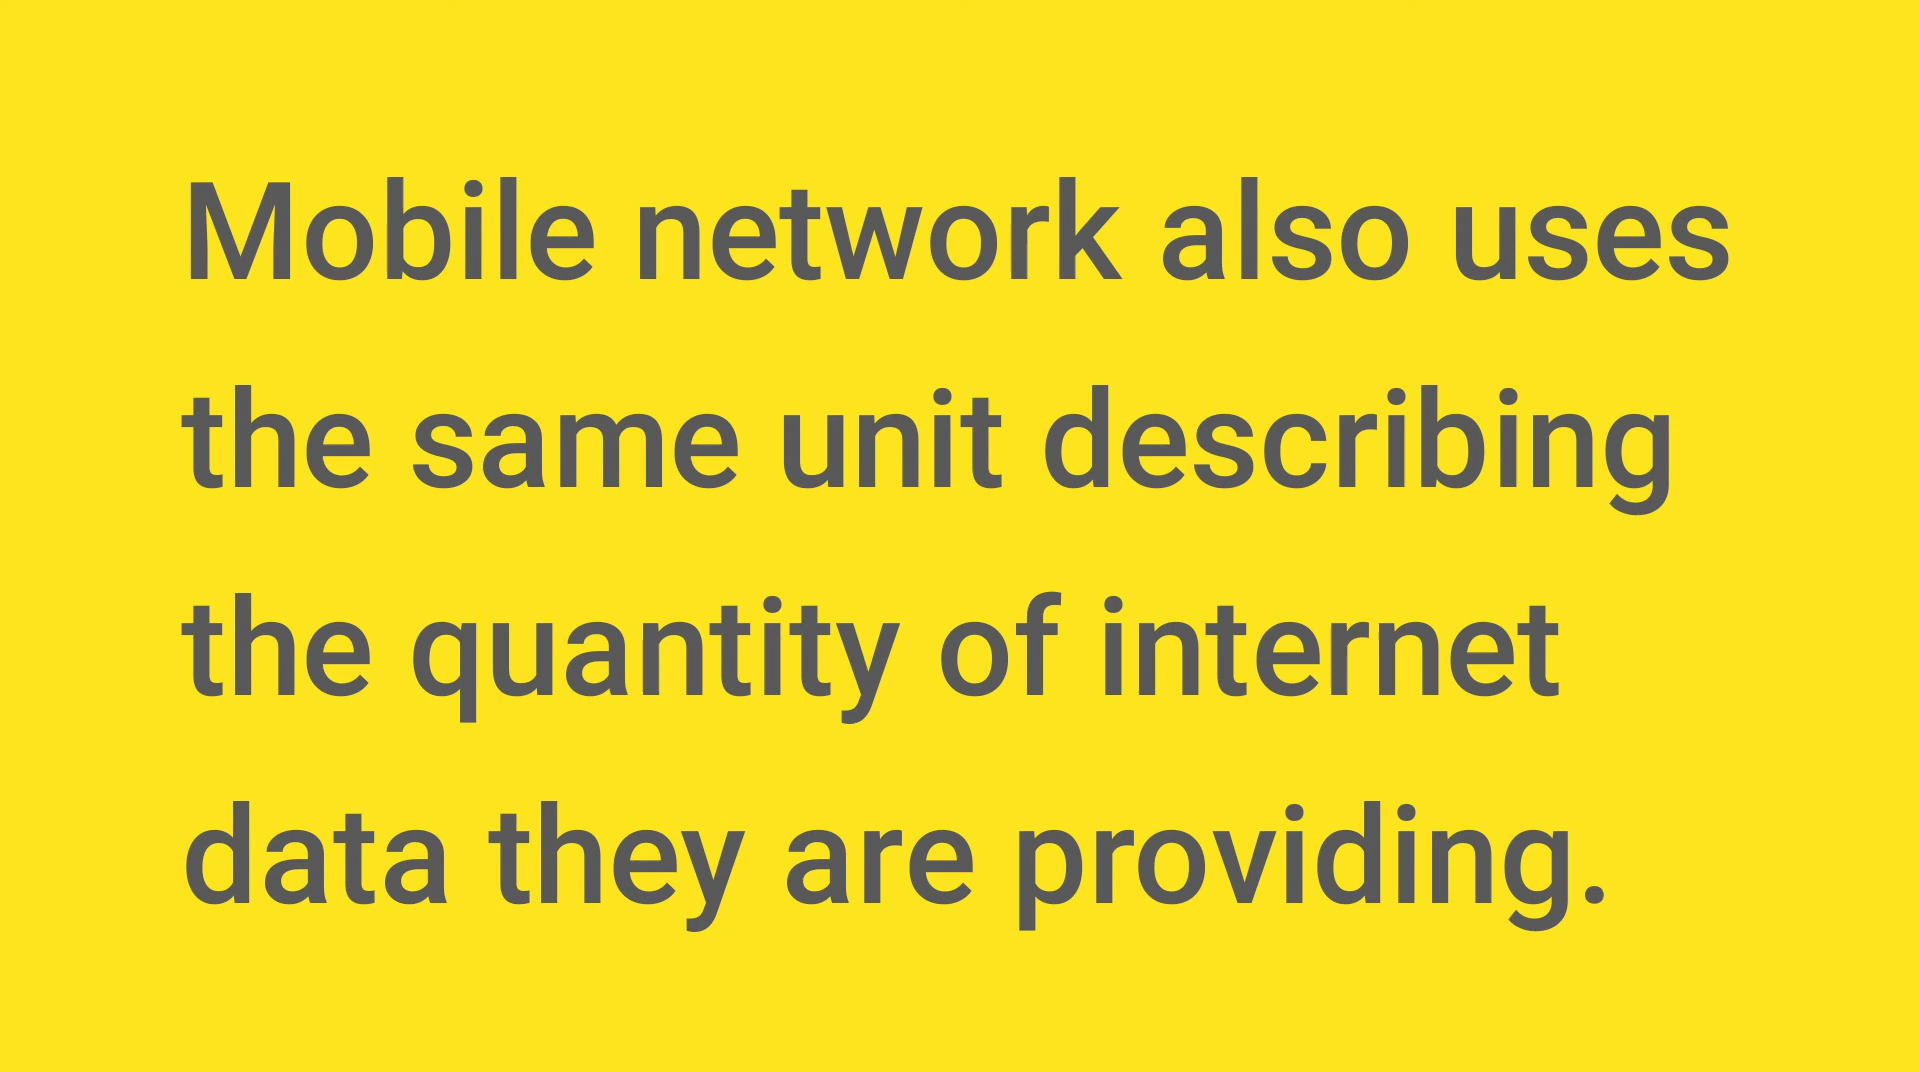 Mobile network also uses
the same unit describing
the quantity of internet
data they are providing.